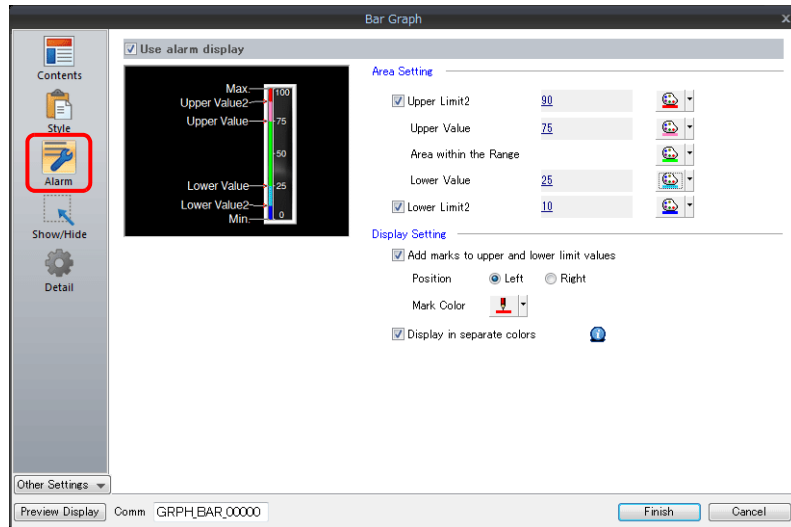 Bar Graph
x
Contents
Style
Alarm
Show/Hide
Detail
Other Settings
Use alarm display
Max.
Upper Value2
Upper Value
Lower Value
Lower Value2
Min.
100
75
50
25
0
Area Setting
Upper Limit2 90
Upper Value 75
Area within the Range
Lower Value 25
Lower Limit2 10
Display Setting
Add marks to upper and lower limit values
Position Left Right
Mark Color
Display in separate colors
Preview Display Comm GRPH_BAR_00000 Finish Cancel